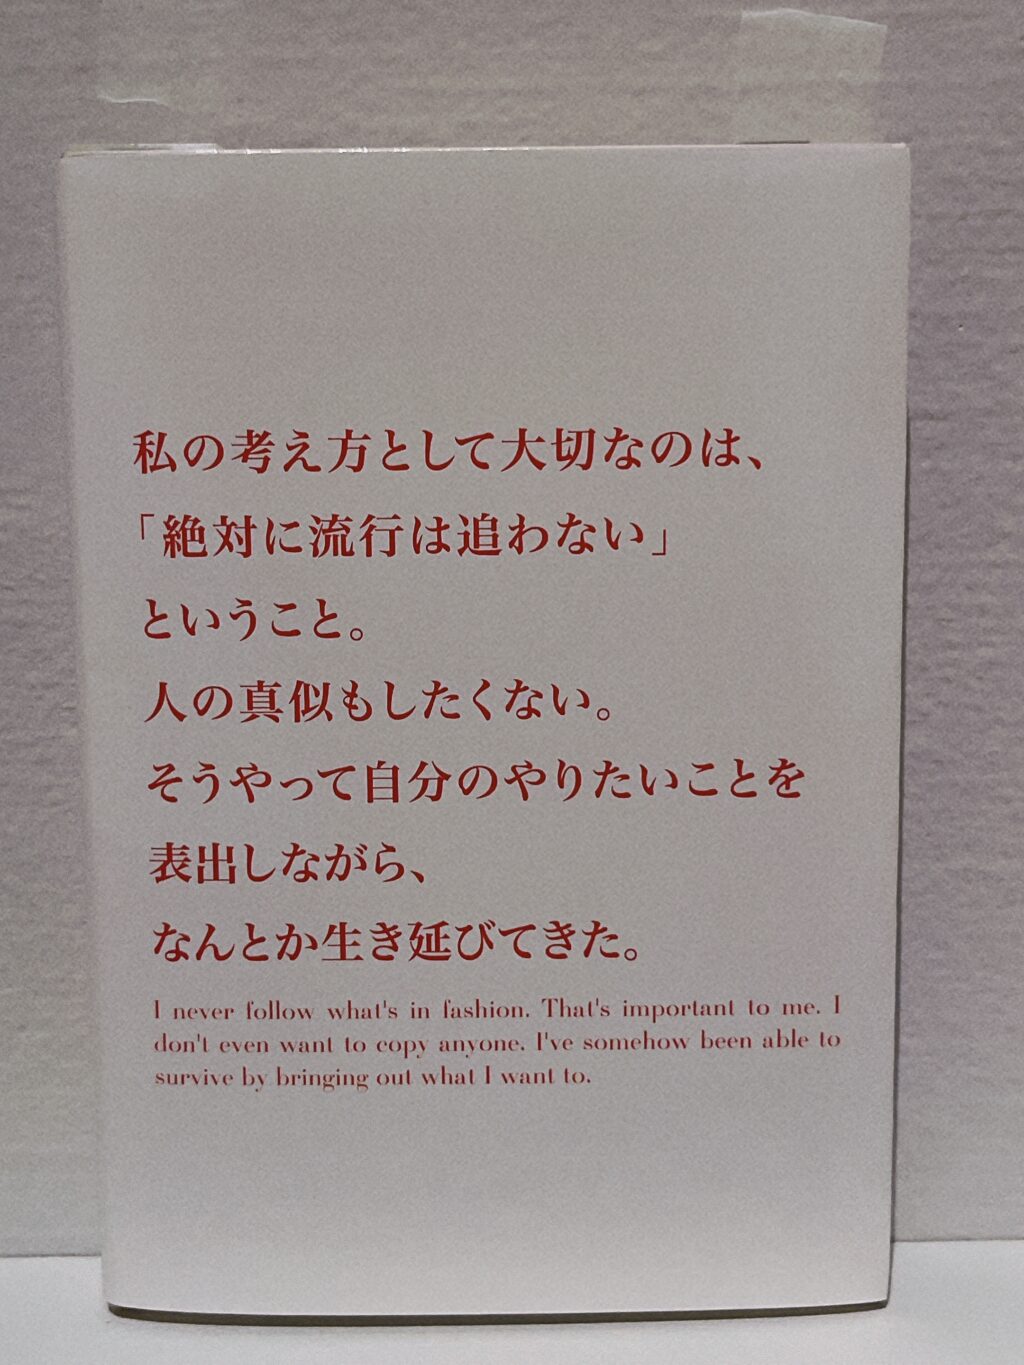 私の考え方として大切なのは、
「絶対に流行は追わない」
ということ。
人の真似もしたくない。
そうやって自分のやりたいことを
表出しながら、
なんとか生き延びてきた。
I never follow what's in fashion. That's important to me. I
don't even want to copy anyone. I've somehow been able to
survive by bringing out what I want to.